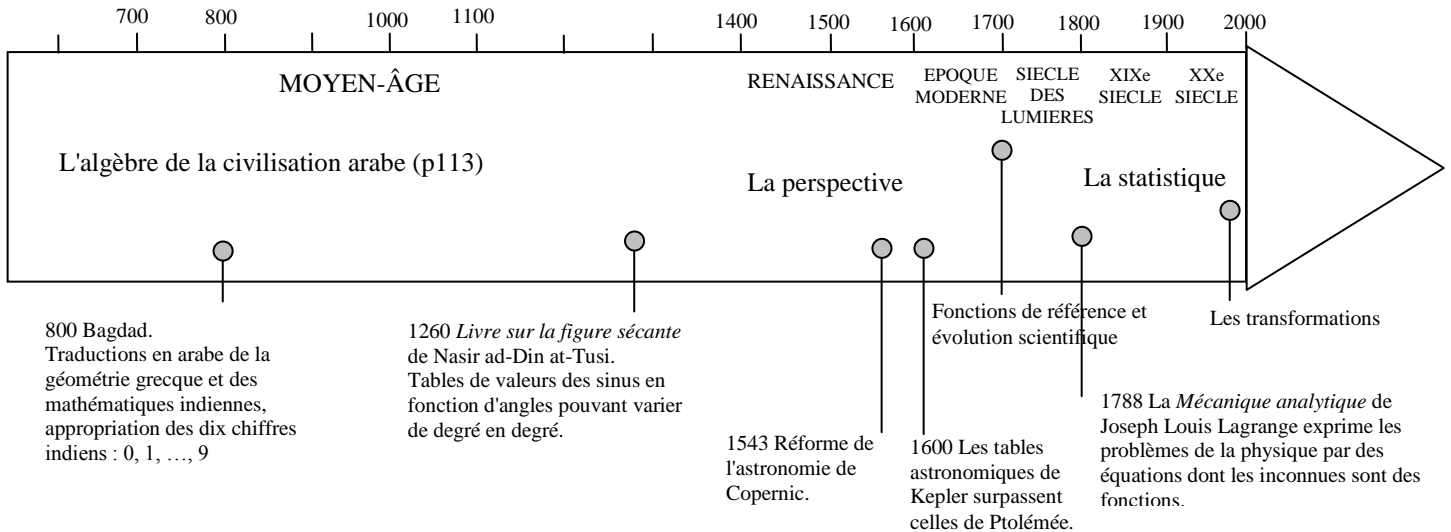 700 800 1000 1100 1400 1500 1600 1700 1800 1900 2000
MOYEN-ÂGE
RENAISSANCE
EPOQUE
MODERNE
SIECLE
DES
LUMIERES
XIXe
SIECLE
XXe
SIECLE
L'algèbre de la civilisation arabe (p113)
La perspective
La statistique
800 Bagdad.
Traductions en arabe de la
géométrie grecque et des
mathématiques indiennes,
appropriation des dix chiffres
indiens : 0, 1, …, 9
1260 Livre sur la figure sécante
de Nasir ad-Din at-Tusi.
Tables de valeurs des sinus en
fonction d'angles pouvant varier
de degré en degré.
1543 Réforme de
l'astronomie de
Copernic.
1600 Les tables
astronomiques de
Kepler surpassent
celles de Ptolémée.
Fonctions de référence et
évolution scientifique
1788 La Mécanique analytique de
Joseph Louis Lagrange exprime les
problèmes de la physique par des
équations dont les inconnues sont des
fonctions.
Les transformations